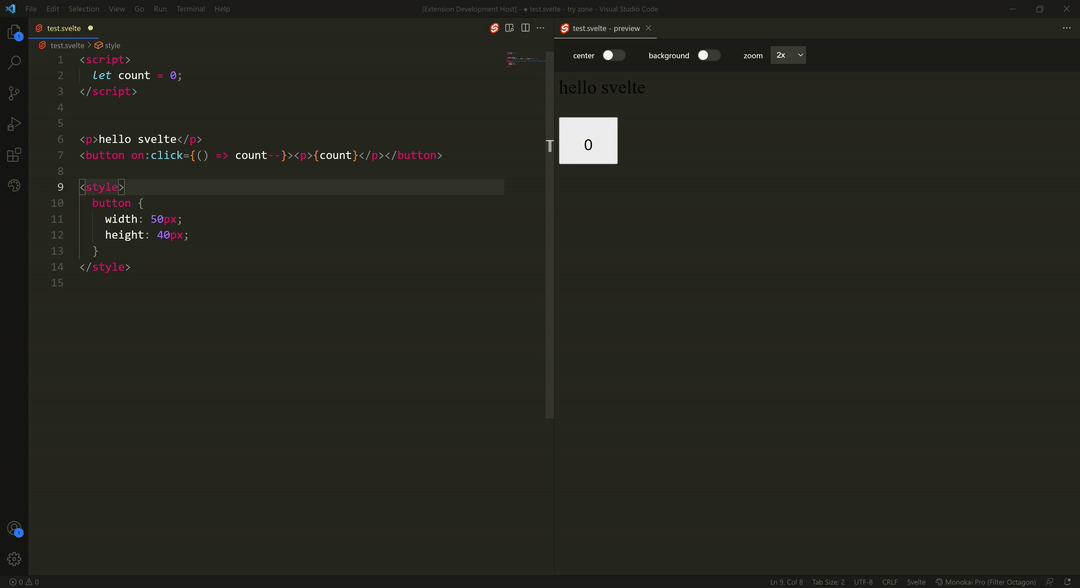 File Edit Selection View Go Run Terminal Help [Extension Development Host] - ● test.svelte - try zone - Visual Studio Code
test.svelte ●
test.svelte - preview
test.svelte > style
center background zoom 2x
1 <script>
2 let count = 0;
3 </script>
4
5
6 <p>hello svelte</p>
7 <button on:click={() => count--}><p>{count}</p></button>
8
9 <style>
10 button {
11 width: 50px;
12 height: 40px;
13 }
14 </style>
15
hello svelte
0
T
1
1
0 0 Ln 9, Col 8 Tab Size: 2 UTF-8 CRLF Svelte Monokai Pro (Filter Octagon)